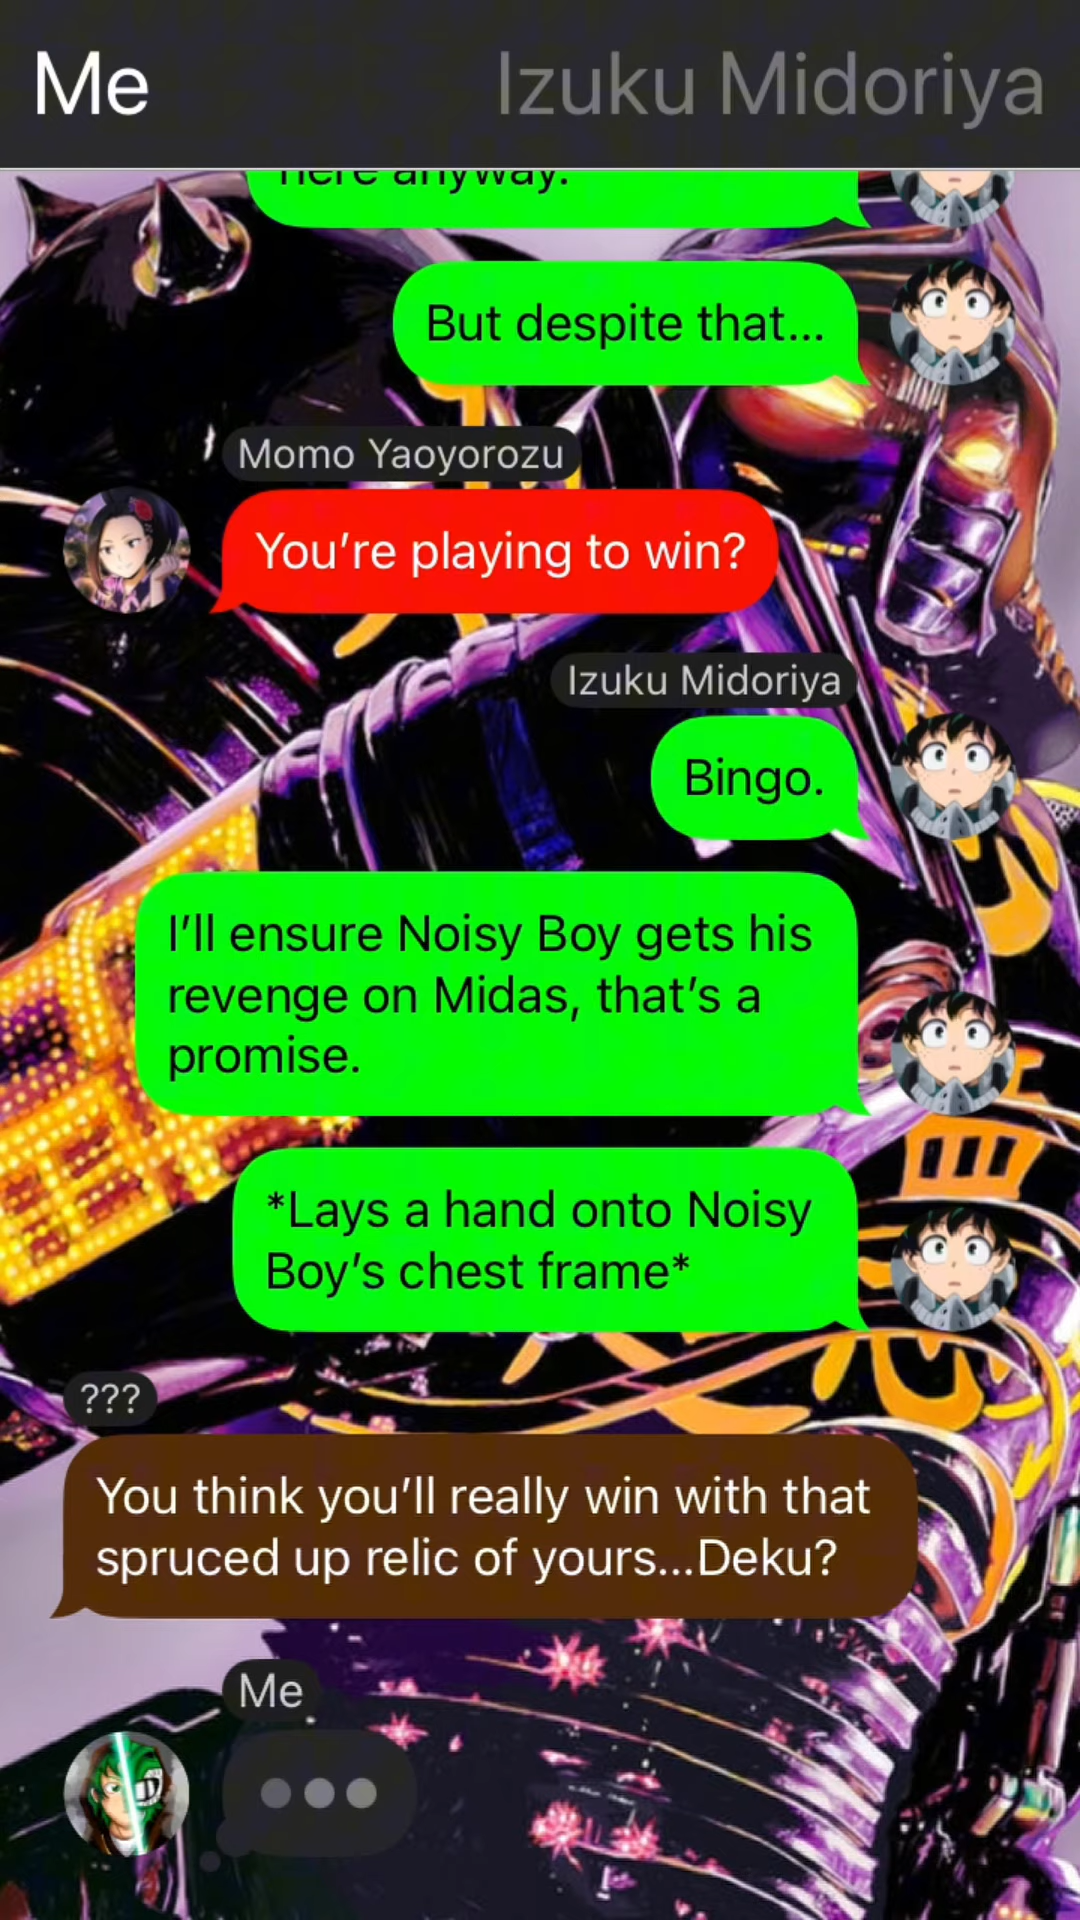 Me
Izuku Midoriya
here anyway.
But despite that...
Momo Yaoyorozu
You’re playing to win?
Izuku Midoriya
Bingo.
I’ll ensure Noisy Boy gets his
revenge on Midas, that’s a
promise.
*Lays a hand onto Noisy
Boy’s chest frame*
???
You think you’ll really win with that
spruced up relic of yours...Deku?
Me